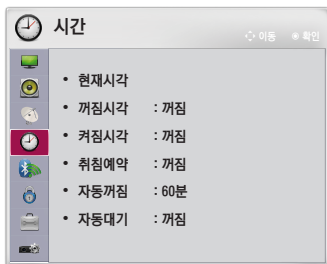 시간
이동 확인
• 현재시각
• 꺼짐시각 : 꺼짐
• 켜짐시각 : 꺼짐
• 취침예약 : 꺼짐
• 자동꺼짐 : 60분
• 자동대기 : 꺼짐